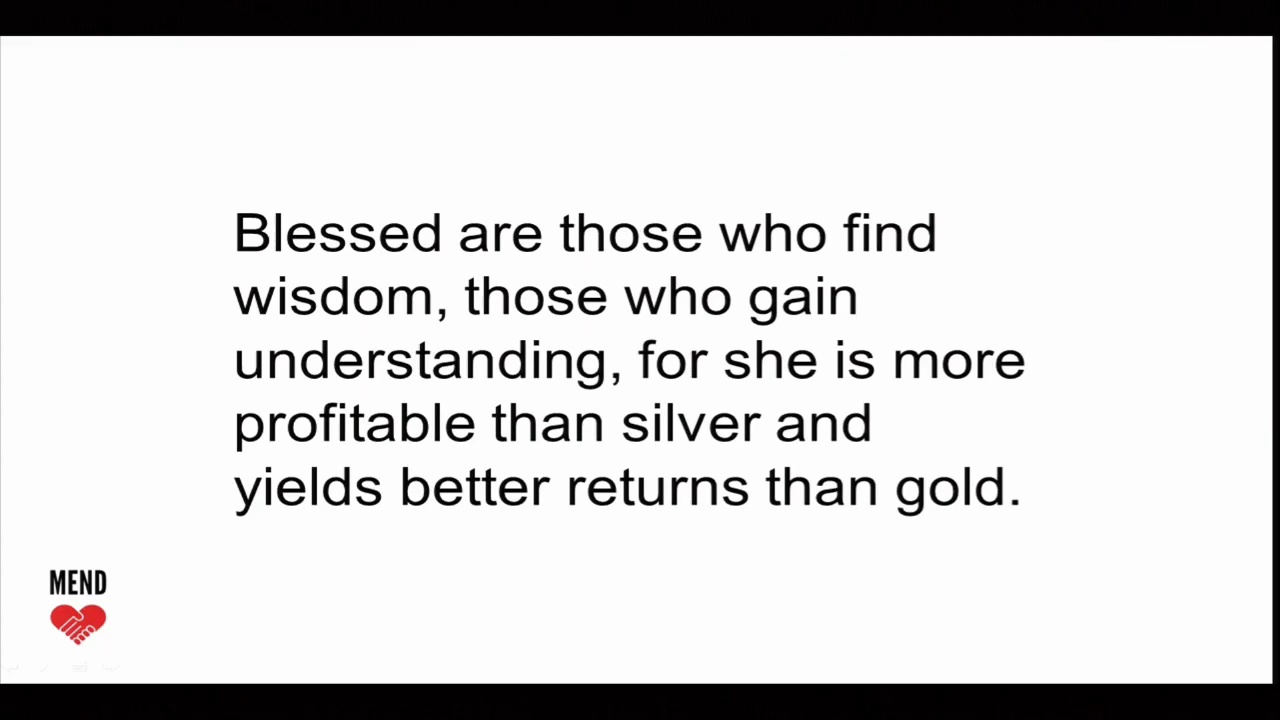 Blessed are those who find
wisdom, those who gain
understanding, for she is more
profitable than silver and
yields better returns than gold.
MEND